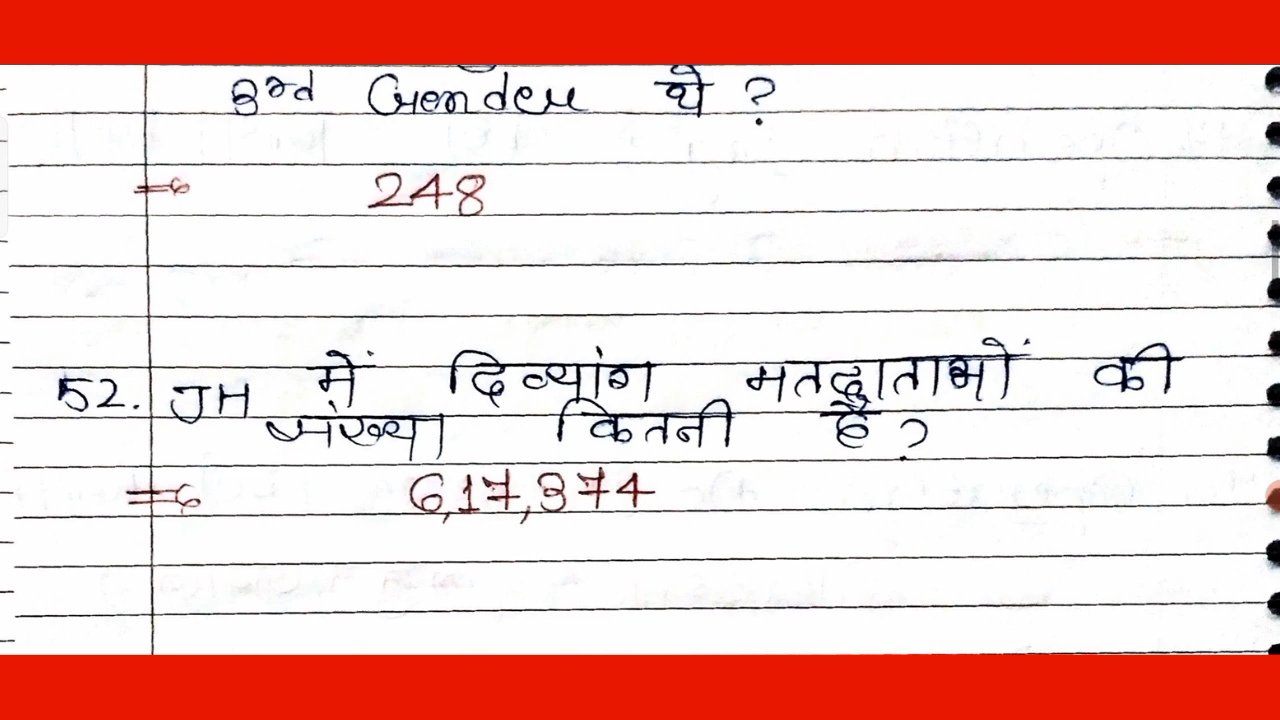 3rd Gender थे ?
⇒ 248
52. JH में दिव्यांग मतदाताओं की
संख्या कितनी है ?
⇒ 6,17,374